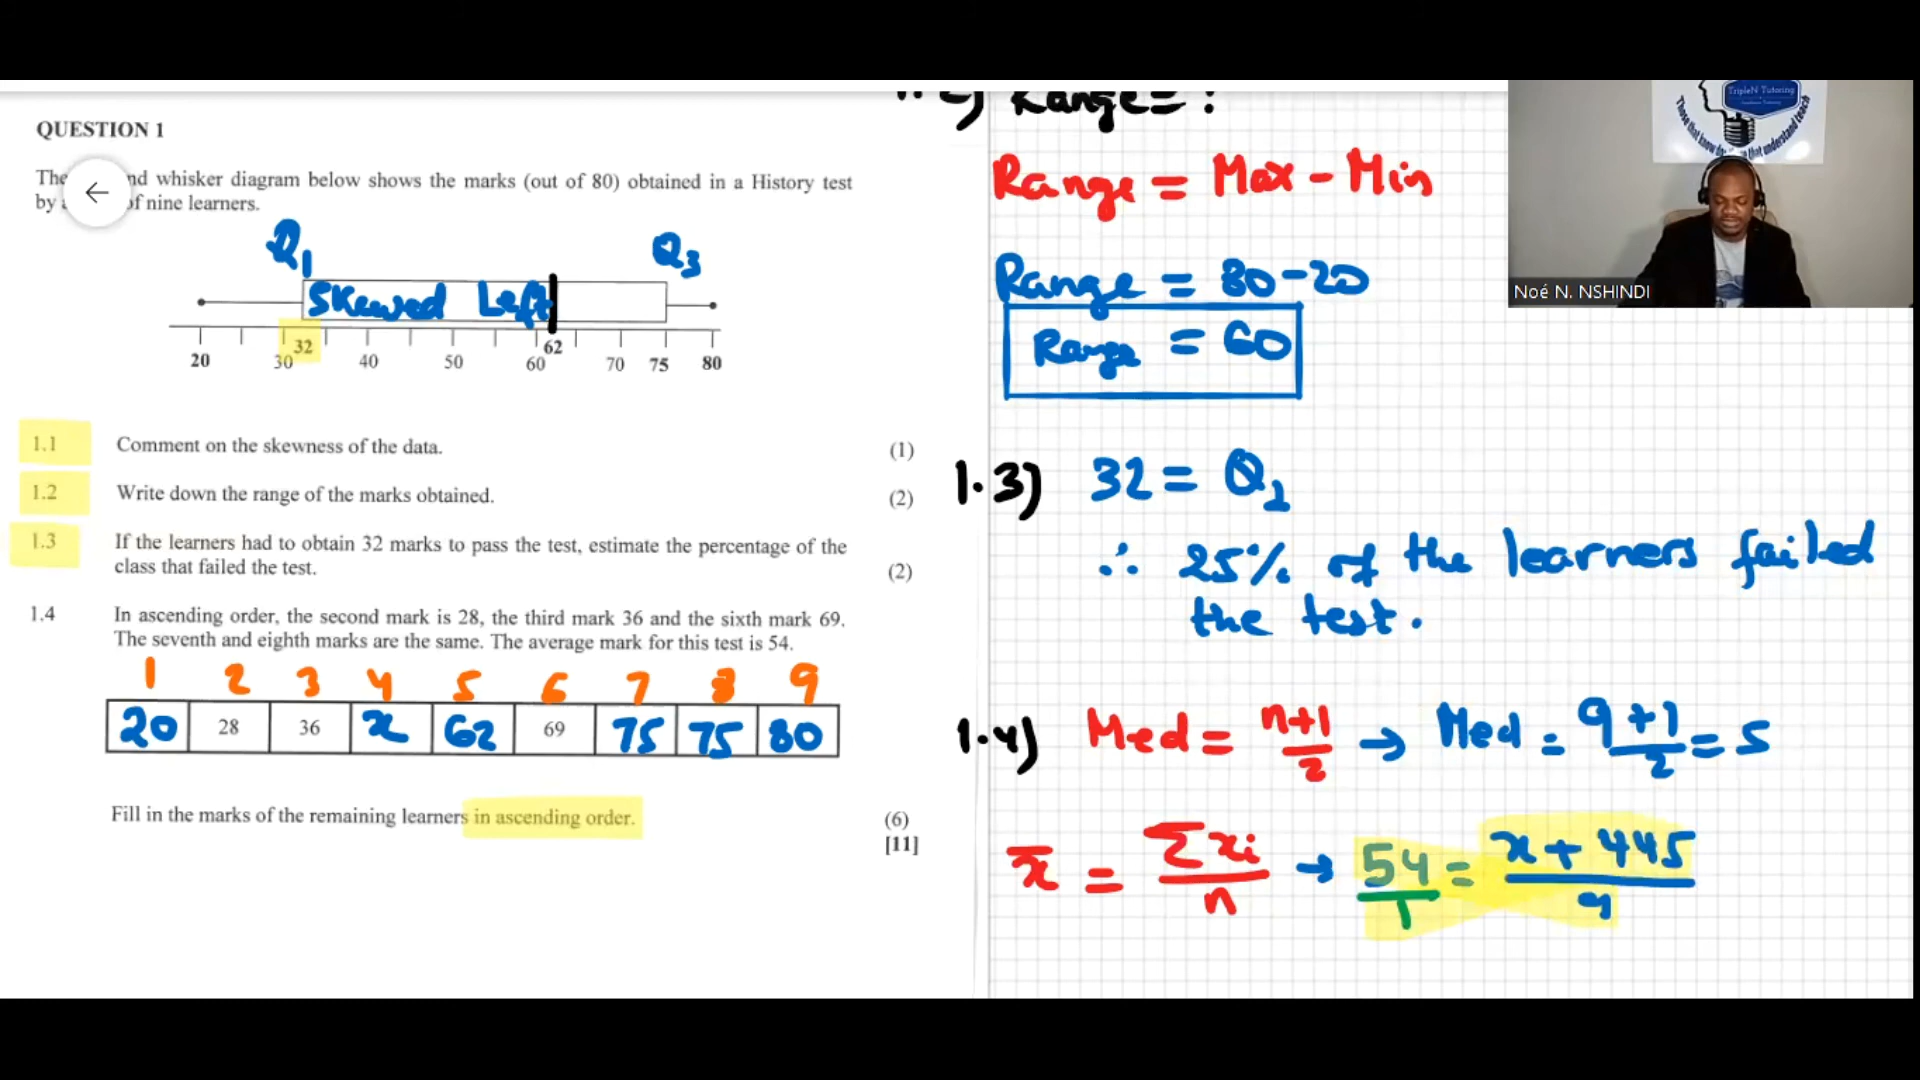 QUESTION 1
The nd whisker diagram below shows the marks (out of 80) obtained in a History test
by of nine learners.
Q1 Q3
Skewed Left
32 62
20 30 40 50 60 70 75 80
1.1 Comment on the skewness of the data. (1)
1.2 Write down the range of the marks obtained. (2)
1.3 If the learners had to obtain 32 marks to pass the test, estimate the percentage of the
class that failed the test. (2)
1.4 In ascending order, the second mark is 28, the third mark 36 and the sixth mark 69.
The seventh and eighth marks are the same. The average mark for this test is 54.
1 2 3 4 5 6 7 8 9
20 28 36 x 62 69 75 75 80
Fill in the marks of the remaining learners in ascending order. (6)
[11]
Range = ?
Range = Max - Min
Range = 80-20
Range = 60
1.3) 32 = Q1
∴ 25% of the learners failed
the test.
1.4) Med = n+1/2 → Med = 9+1/2 = 5
x̄ = Σxi/n → 54/1 = x + 445/9
TripleN Tutoring
Noé N. NSHINDI